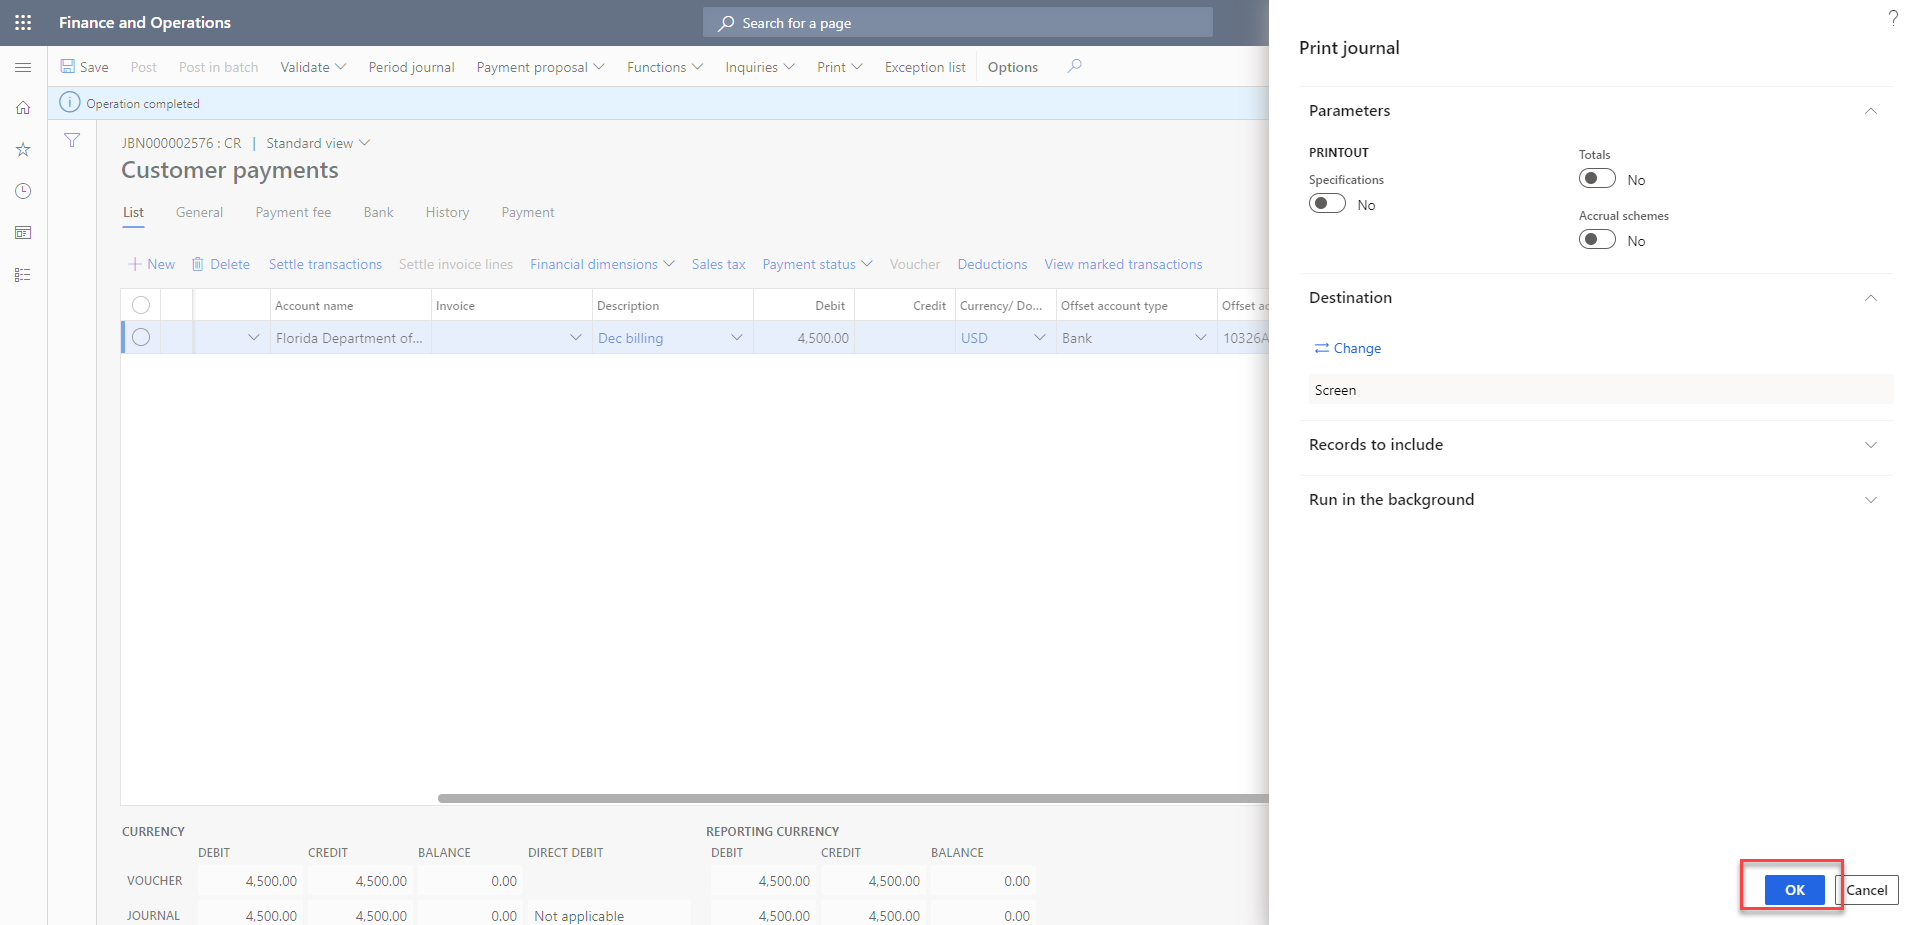 Finance and Operations
Search for a page
?
Save Post Post in batch Validate Period journal Payment proposal Functions Inquiries Print Exception list Options
Operation completed
JBN000002576 : CR | Standard view
Customer payments
List General Payment fee Bank History Payment
New Delete Settle transactions Settle invoice lines Financial dimensions Sales tax Payment status Voucher Deductions View marked transactions
Account name Invoice Description Debit Credit Currency/ Do... Offset account type Offset ac
Florida Department of... Dec billing 4,500.00 USD Bank 10326A
CURRENCY REPORTING CURRENCY
DEBIT CREDIT BALANCE DIRECT DEBIT DEBIT CREDIT BALANCE
VOUCHER 4,500.00 4,500.00 0.00 4,500.00 4,500.00 0.00
JOURNAL 4,500.00 4,500.00 0.00 Not applicable 4,500.00 4,500.00 0.00
Print journal
Parameters
PRINTOUT
Specifications
No
Totals
No
Accrual schemes
No
Destination
Change
Screen
Records to include
Run in the background
OK Cancel